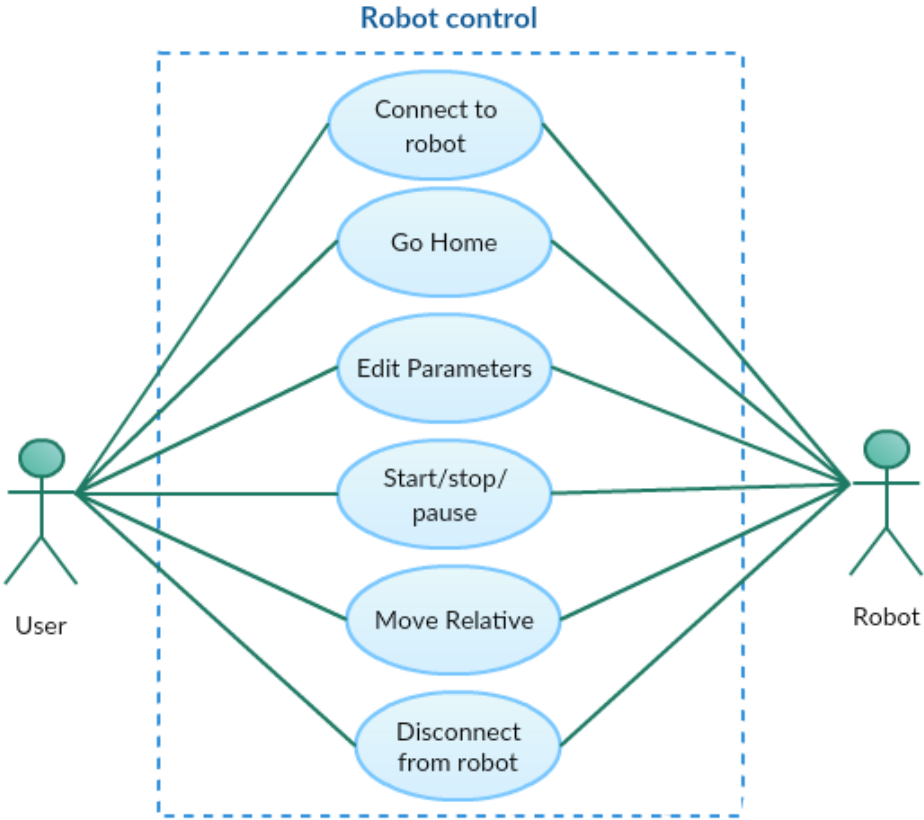 Robot control
Connect to
robot
Go Home
Edit Parameters
Start/stop/
pause
Move Relative
Disconnect
from robot
User
Robot